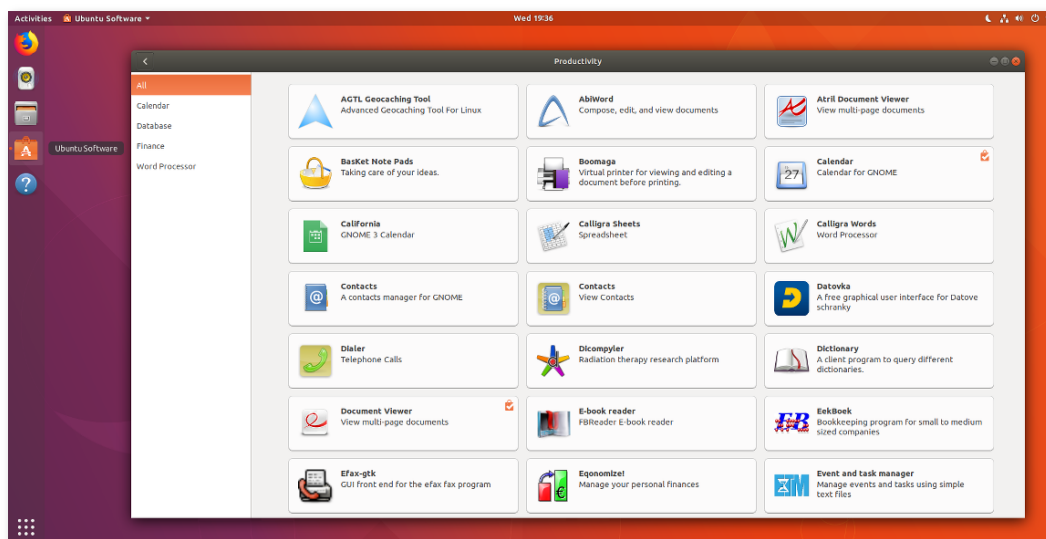 Activities Ubuntu Software
Wed 19:36
Productivity
All
Calendar
Database
Finance
Word Processor
Ubuntu Software
AGTL Geocaching Tool
Advanced Geocaching Tool For Linux
AbiWord
Compose, edit, and view documents
Atril Document Viewer
View multi-page documents
BasKet Note Pads
Taking care of your ideas.
Boomaga
Virtual printer for viewing and editing a
document before printing.
27
Calendar
Calendar for GNOME
California
GNOME 3 Calendar
Calligra Sheets
Spreadsheet
W
Calligra Words
Word Processor
@
Contacts
A contacts manager for GNOME
@
Contacts
View Contacts
Datovka
A free graphical user interface for Datove
schranky
Dialer
Telephone Calls
Dicompyler
Radiation therapy research platform
Dictionary
A client program to query different
dictionaries.
Document Viewer
View multi-page documents
E-book reader
FBReader E-book reader
EekBoek
Bookkeeping program for small to medium
sized companies
Efax-gtk
GUI front end for the efax fax program
€
Eqonomize!
Manage your personal finances
ETM
Event and task manager
Manage events and tasks using simple
text files